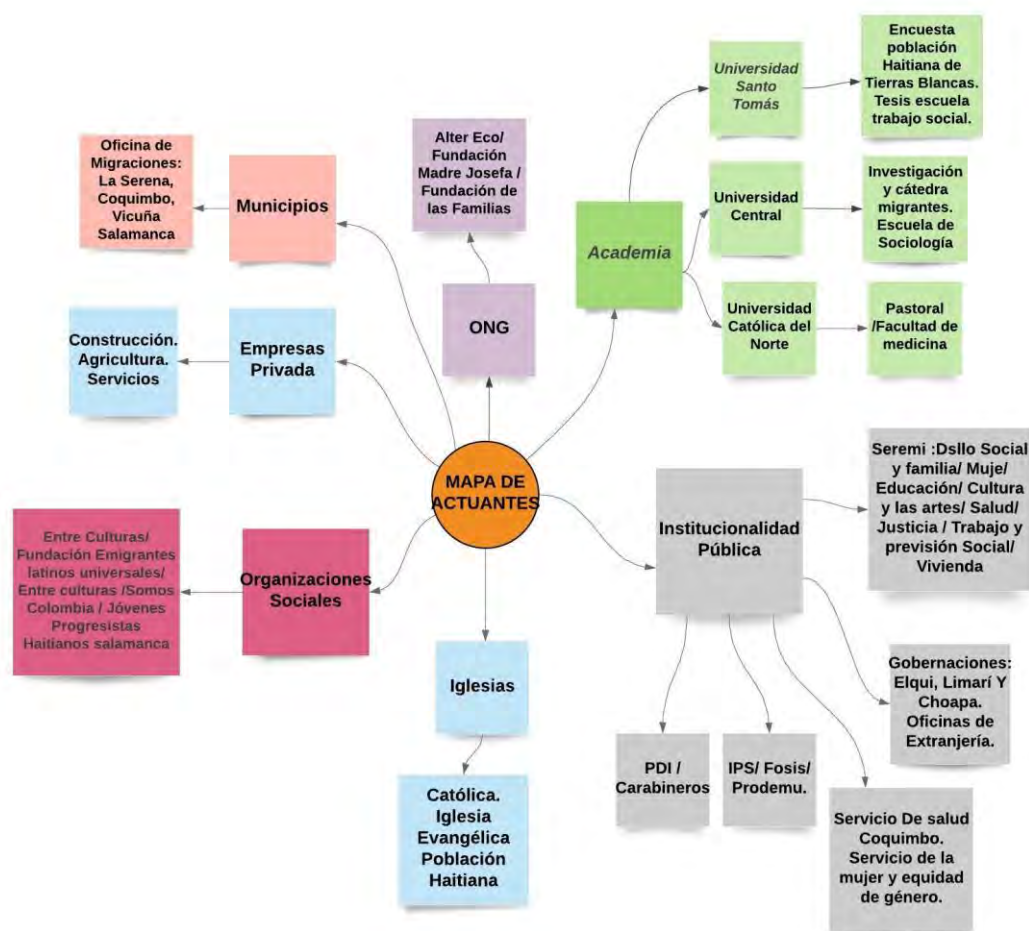 Encuesta
población
Haitiana de
Tierras Blancas.
Tesis escuela
trabajo social.
Universidad
Santo
Tomás
Alter Eco/
Fundación
Madre Josefa /
Fundación de
las Familias
Oficina de
Migraciones:
La Serena,
Coquimbo,
Vicuña
Salamanca
Municipios
Academia
Universidad
Central
Investigación
y cátedra
migrantes.
Escuela de
Sociología
ONG
Universidad
Católica del
Norte
Pastoral
/Facultad de
medicina
Construcción.
Agricultura.
Servicios
Empresas
Privada
MAPA DE
ACTUANTES
Institucionalidad
Pública
Seremi :Dsllo Social
y familia/ Muje/
Educación/ Cultura
y las artes/ Salud/
Justicia / Trabajo y
previsión Social/
Vivienda
Entre Culturas/
Fundación Emigrantes
latinos universales/
Entre culturas /Somos
Colombia / Jóvenes
Progresistas
Haitianos salamanca
Organizaciones
Sociales
Iglesias
Gobernaciones:
Elqui, Limarí Y
Choapa.
Oficinas de
Extranjería.
PDI /
Carabineros
IPS/ Fosis/
Prodemu.
Católica.
Iglesia
Evangélica
Población
Haitiana
Servicio De salud
Coquimbo.
Servicio de la
mujer y equidad
de género.